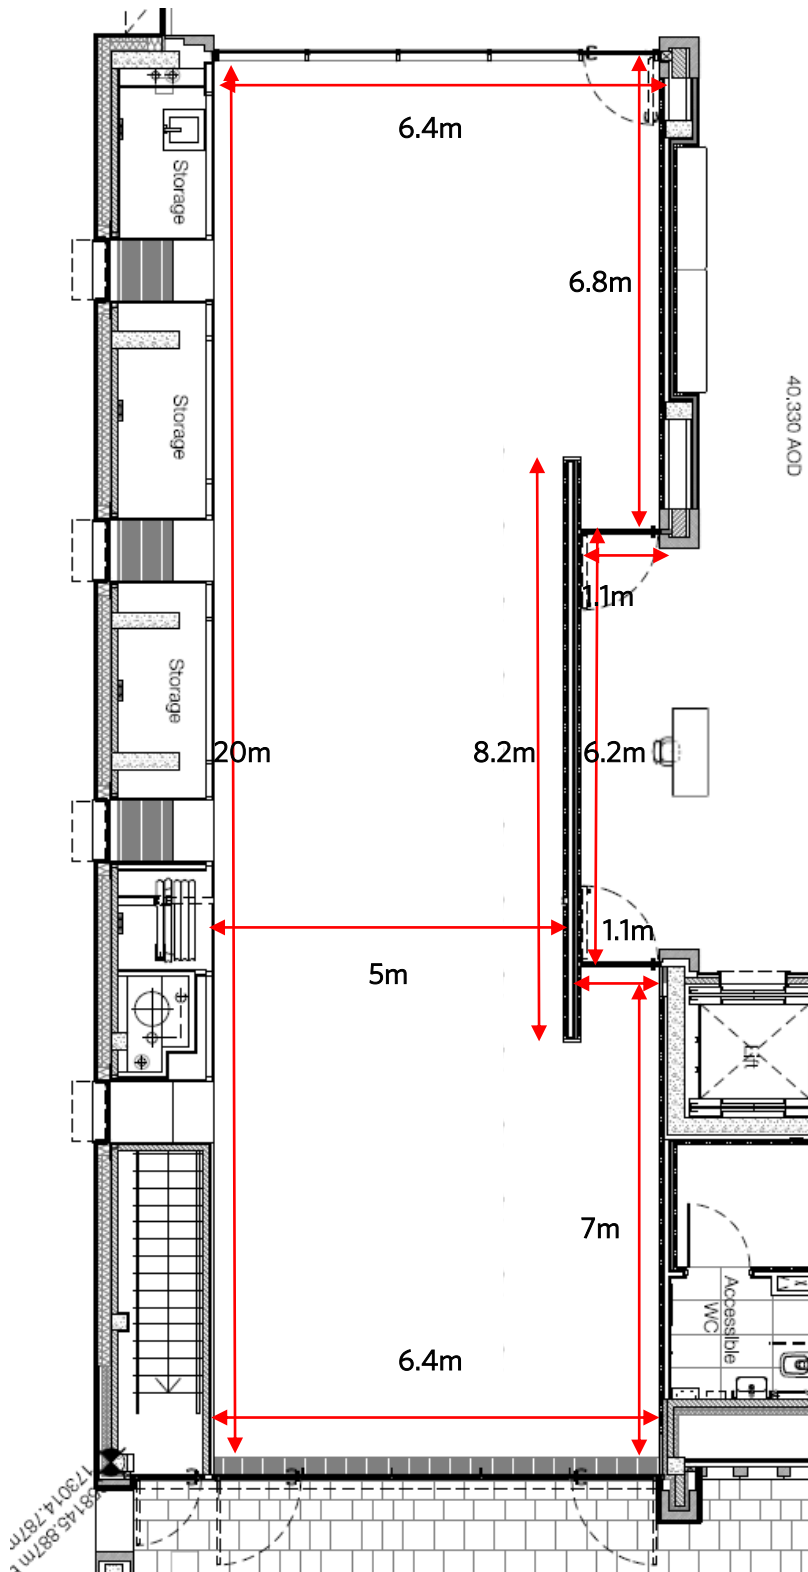 6.4m
Storage
6.8m
40.330 AOD
Storage
1.1m
Storage
20m
8.2m
6.2m
1.1m
5m
Lift
7m
Accessible
WC
6.4m
173014.787m